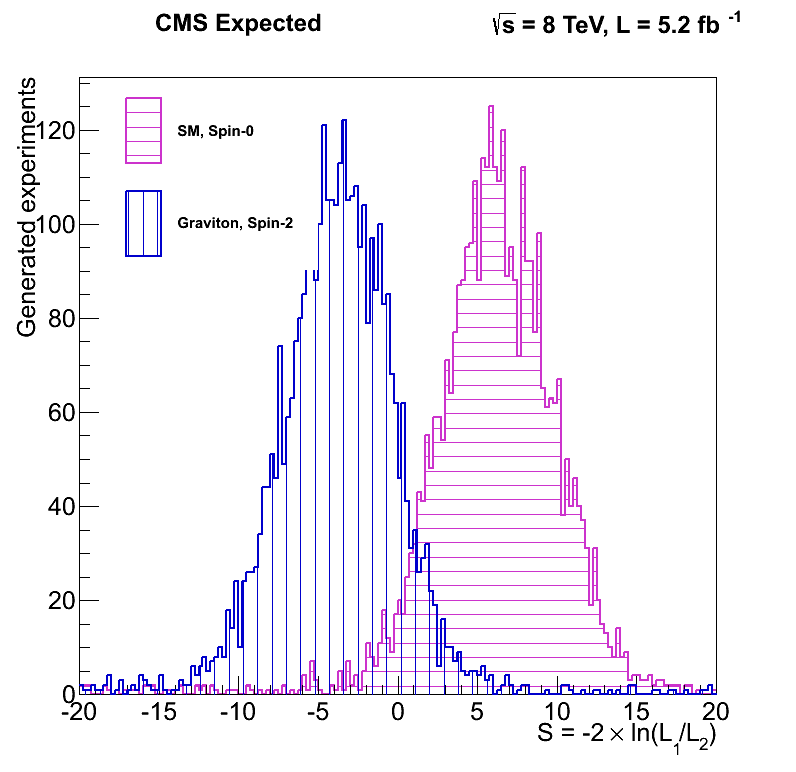 CMS Expected
√s = 8 TeV, L = 5.2 fb -1
Generated experiments
SM, Spin-0
Graviton, Spin-2
120
100
80
60
40
20
0
-20 -15 -10 -5 0 5 10 15 20
S = -2 × ln(L1/L2)